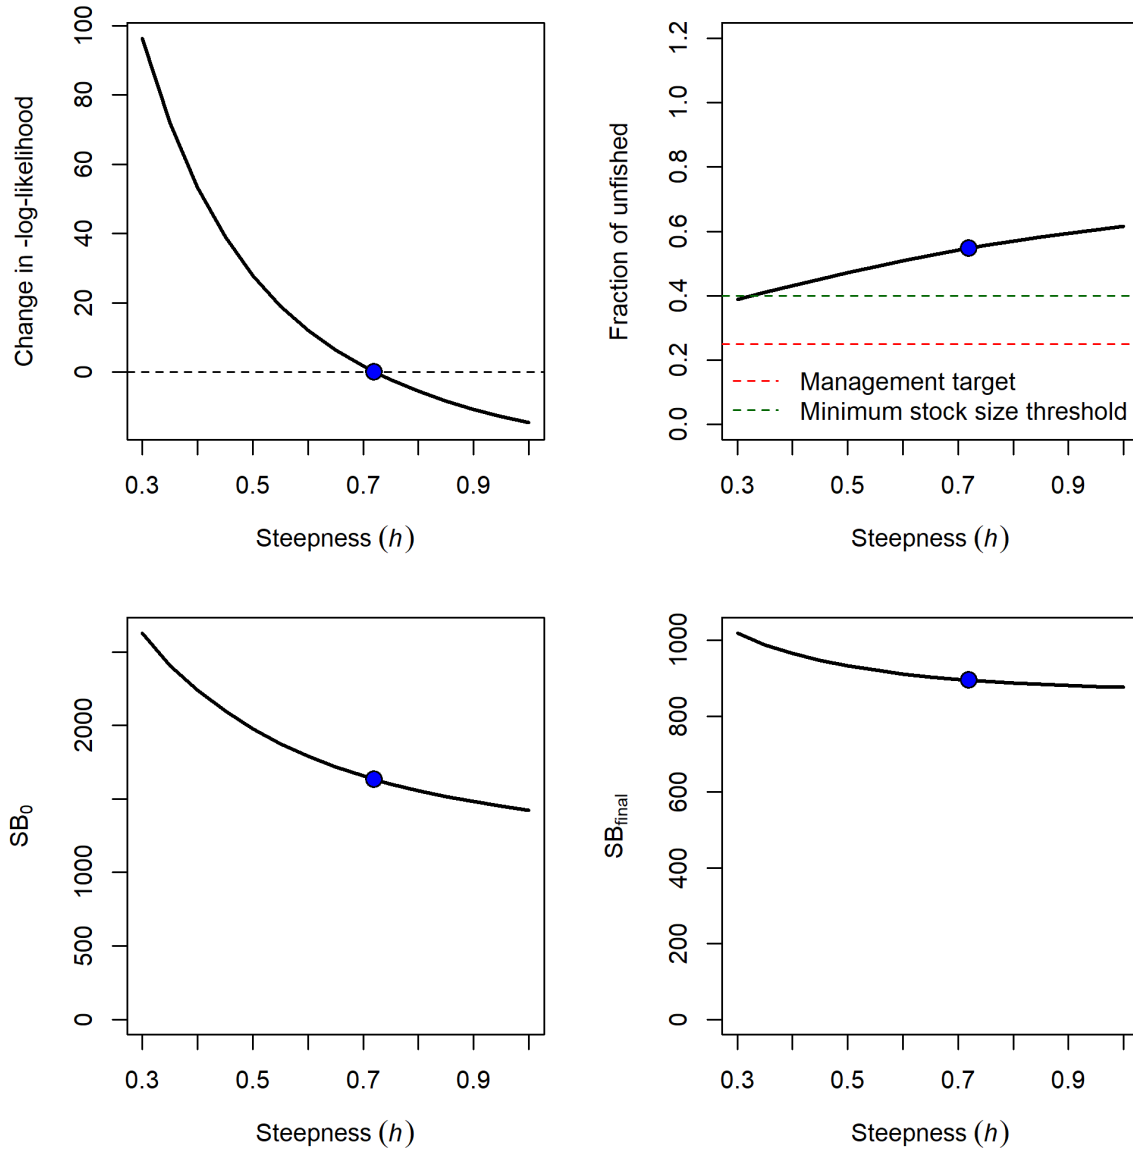 Change in -log-likelihood
100
80
60
40
20
0
0.3 0.5 0.7 0.9
Steepness (h)
Fraction of unfished
1.2
1.0
0.8
0.6
0.4
0.2
0.0
Management target
Minimum stock size threshold
0.3 0.5 0.7 0.9
Steepness (h)
SB0
2000
1000
500
0
0.3 0.5 0.7 0.9
Steepness (h)
SBfinal
1000
800
600
400
200
0
0.3 0.5 0.7 0.9
Steepness (h)